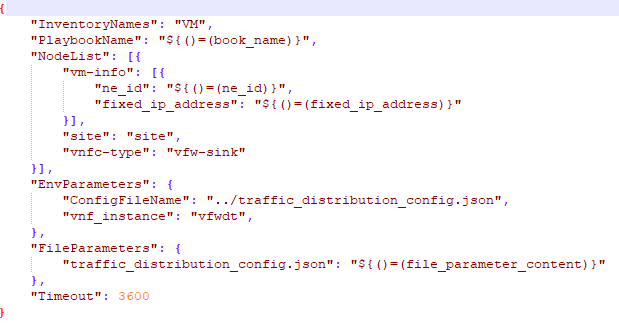 {
    "InventoryNames": "VM",
    "PlaybookName": "${()=(book_name)}",
    "NodeList": [{
        "vm-info": [{
            "ne_id": "${()=(ne_id)}",
            "fixed_ip_address": "${()=(fixed_ip_address)}"
        }],
        "site": "site",
        "vnfc-type": "vfw-sink"
    }],
    "EnvParameters": {
        "ConfigFileName": "../traffic_distribution_config.json",
        "vnf_instance": "vfwdt",
    },
    "FileParameters": {
        "traffic_distribution_config.json": "${()=(file_parameter_content)}"
    },
    "Timeout": 3600
}